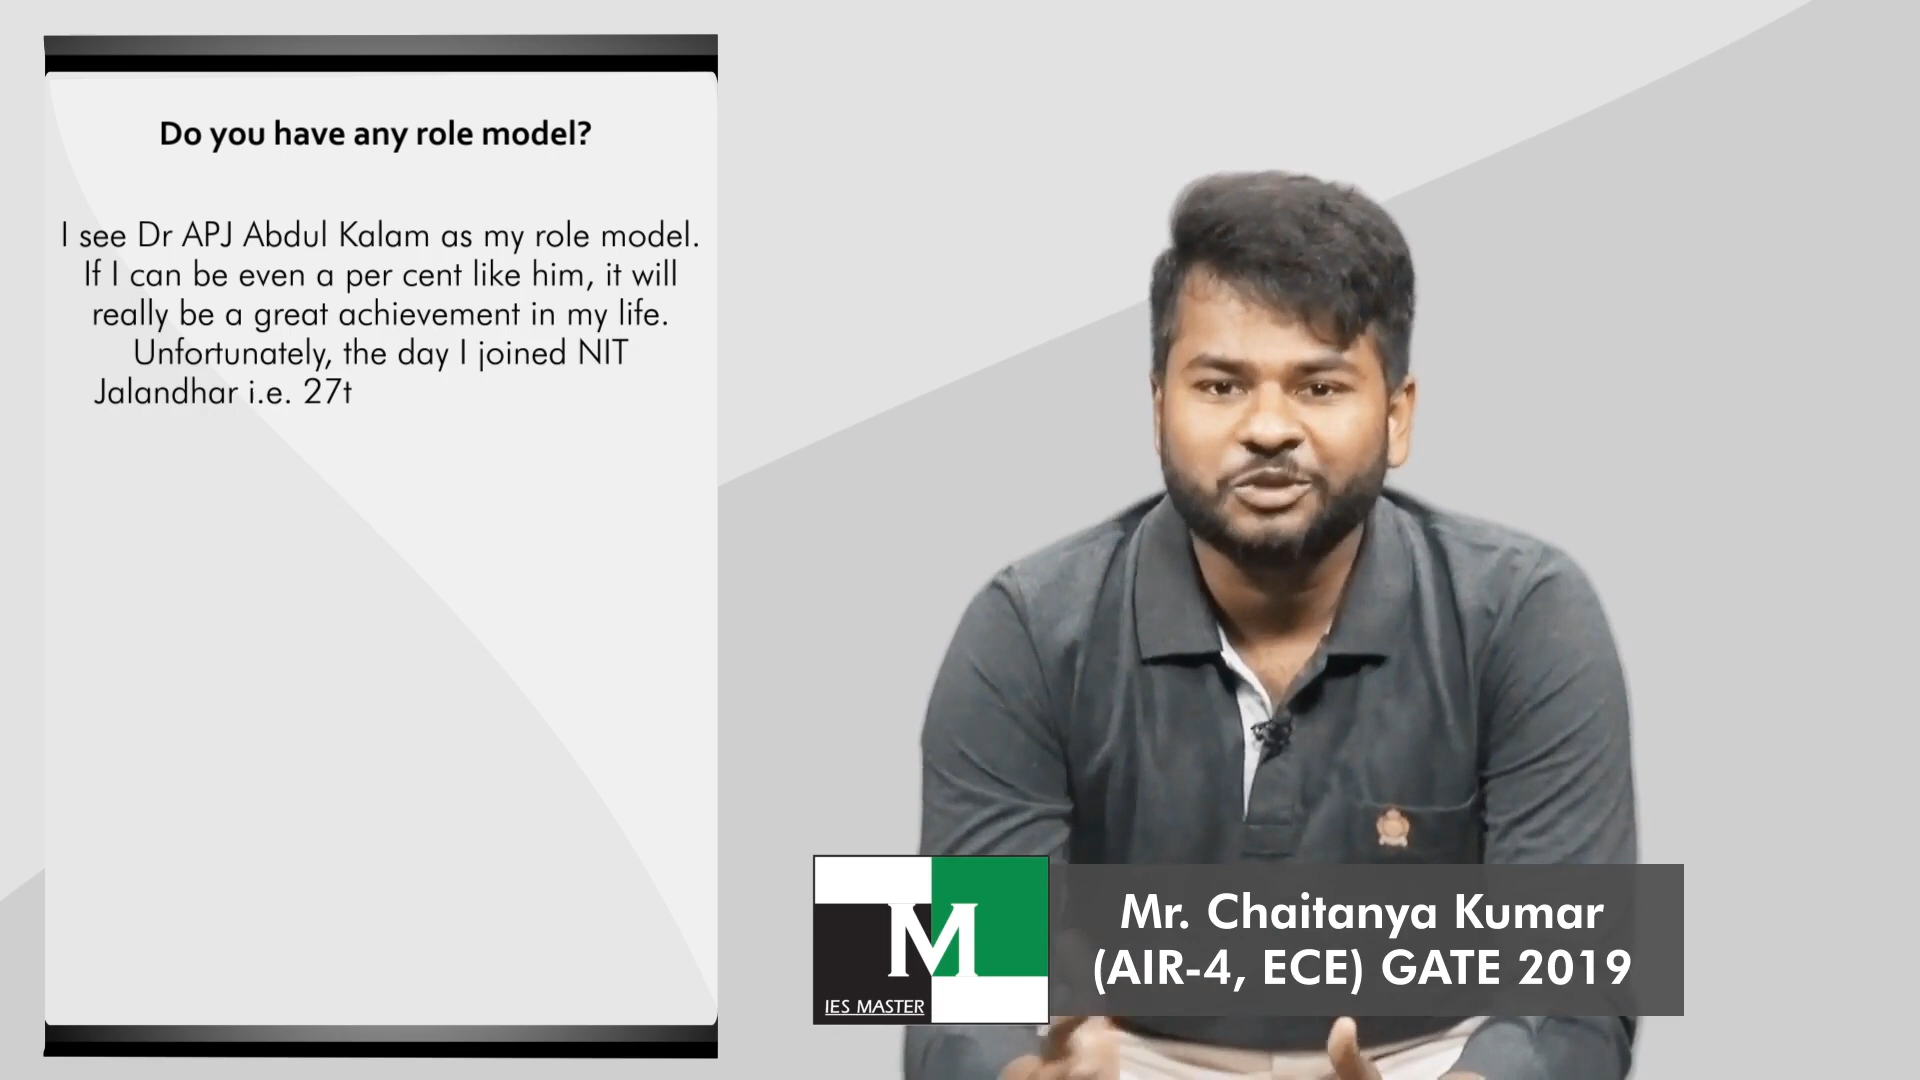 Do you have any role model?
I see Dr APJ Abdul Kalam as my role model.
If I can be even a per cent like him, it will
really be a great achievement in my life.
Unfortunately, the day I joined NIT
Jalandhar i.e. 27t
M
IES MASTER
Mr. Chaitanya Kumar
(AIR-4, ECE) GATE 2019